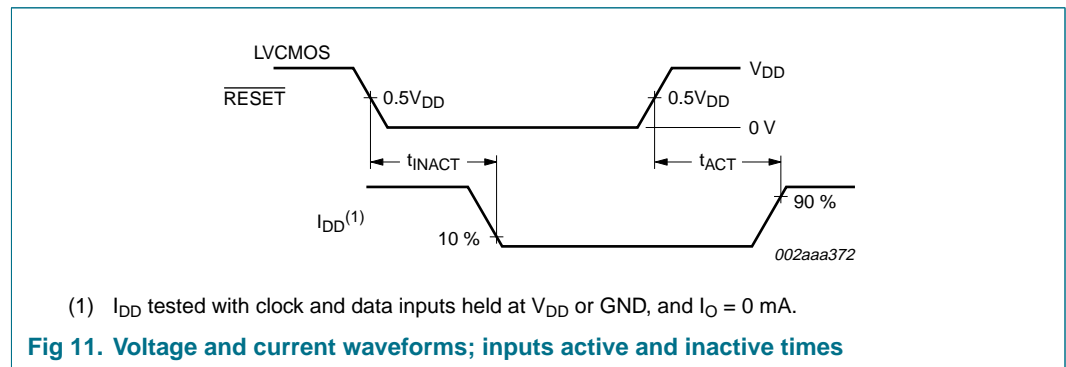 LVCMOS
RESET
0.5VDD
0.5VDD
VDD
0 V
tINACT
tACT
IDD(1)
10 %
90 %
002aaa372
(1) IDD tested with clock and data inputs held at VDD or GND, and IO = 0 mA.
Fig 11. Voltage and current waveforms; inputs active and inactive times